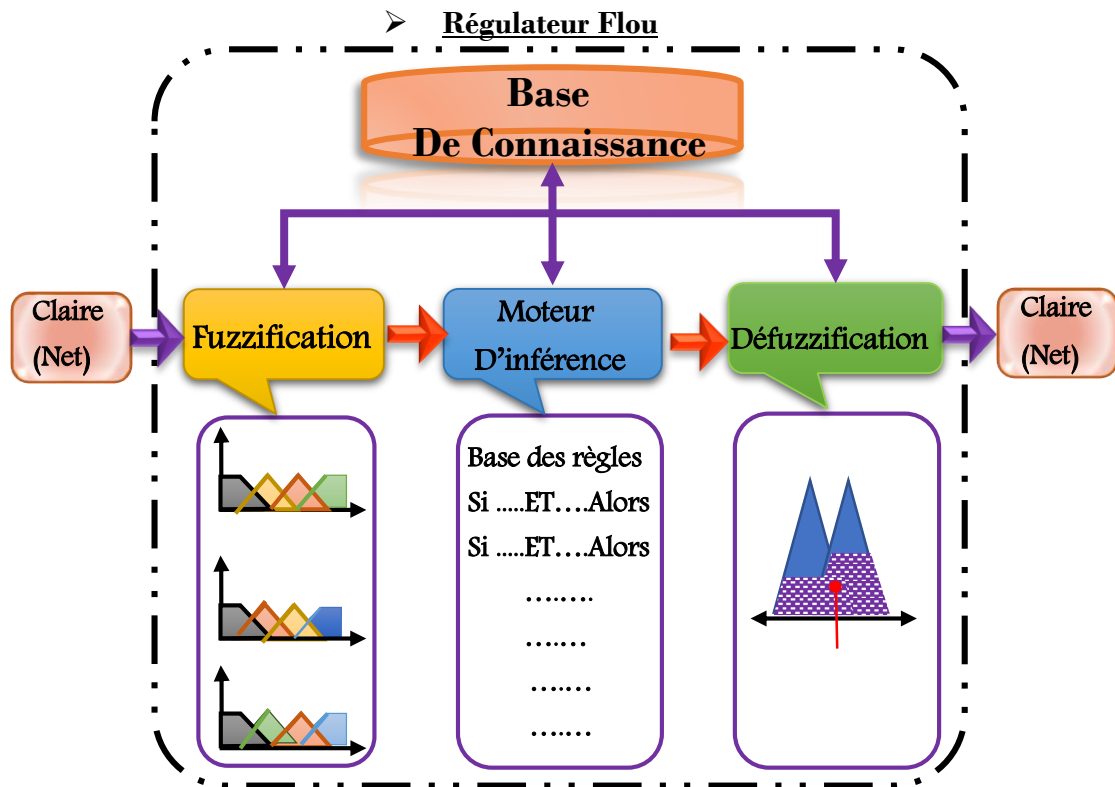 ➢ Régulateur Flou
Base
De Connaissance
Claire
(Net)
Fuzzification
Moteur
D'inférence
Défuzzification
Claire
(Net)
Base des règles
Si .....ET....Alors
Si .....ET....Alors
……..
…….
…….
…….